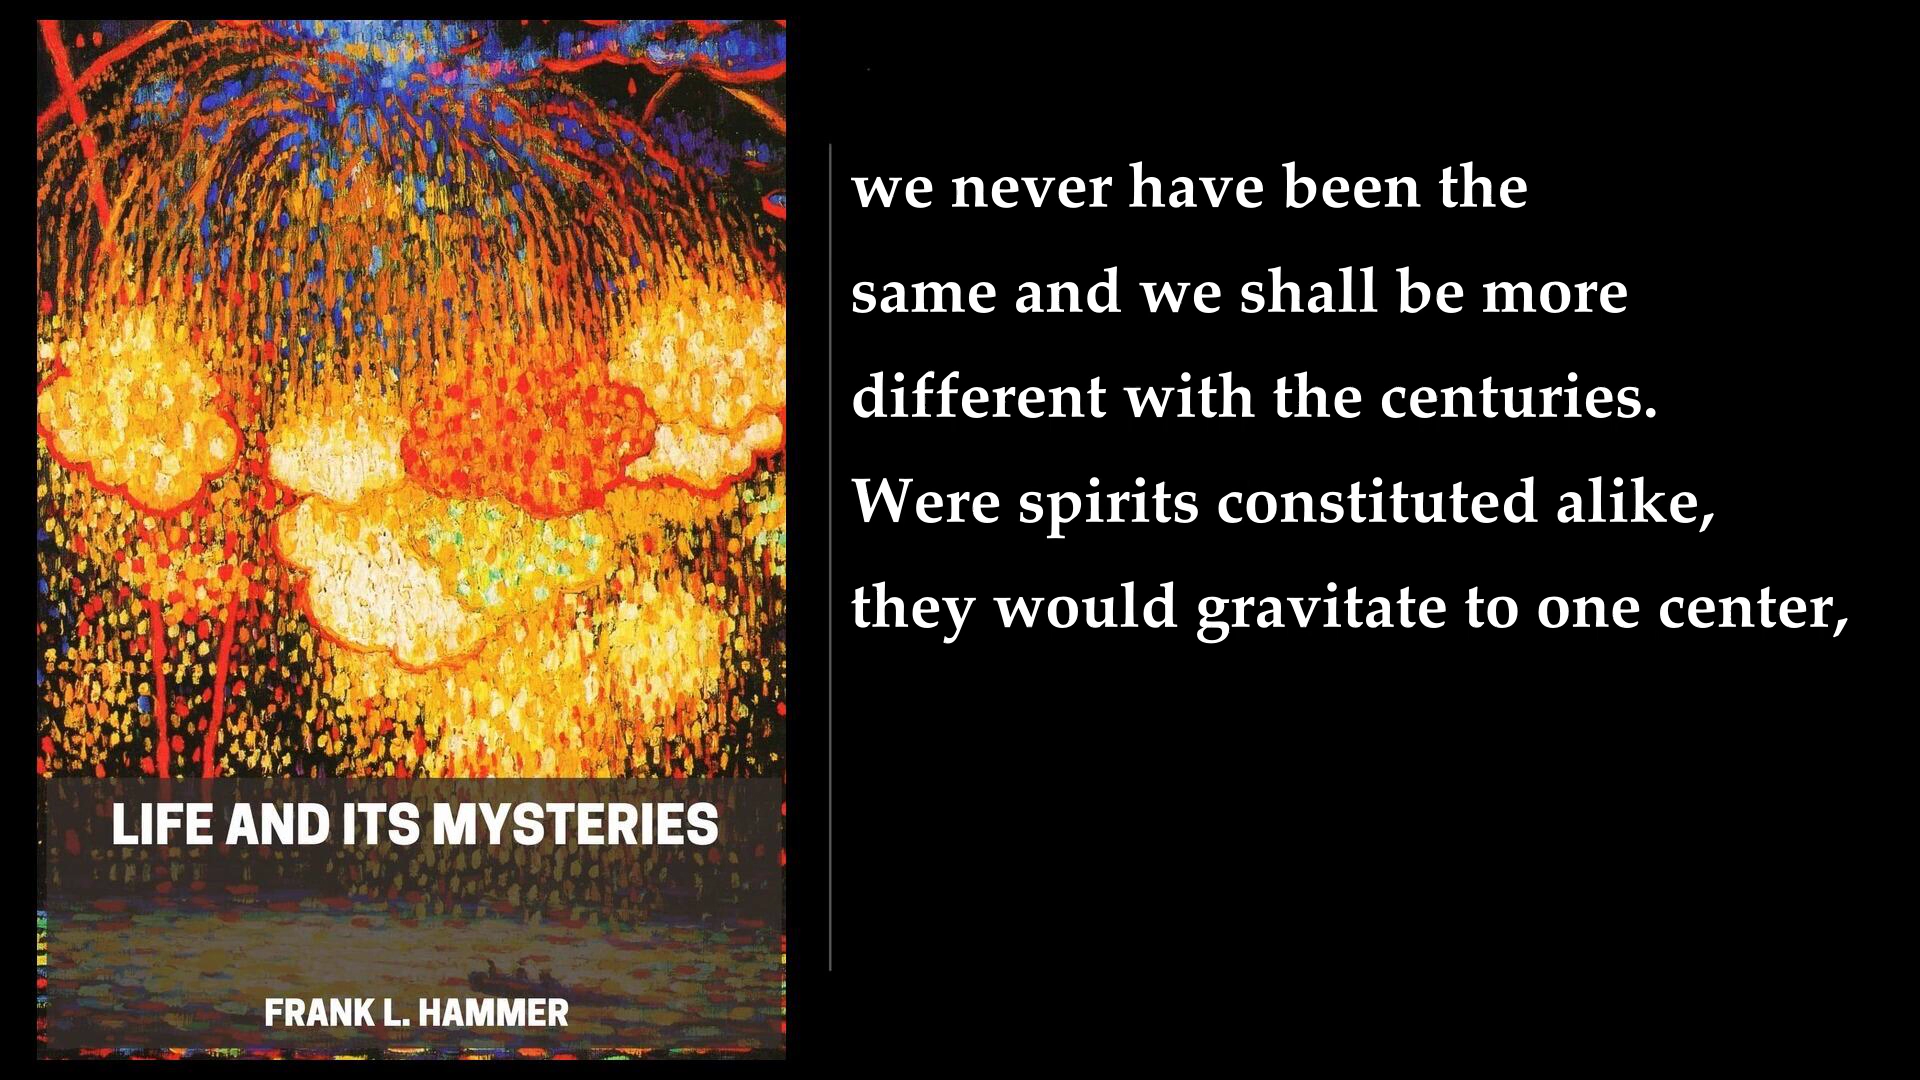 we never have been the
same and we shall be more
different with the centuries.
Were spirits constituted alike,
they would gravitate to one center,
LIFE AND ITS MYSTERIES
FRANK L. HAMMER